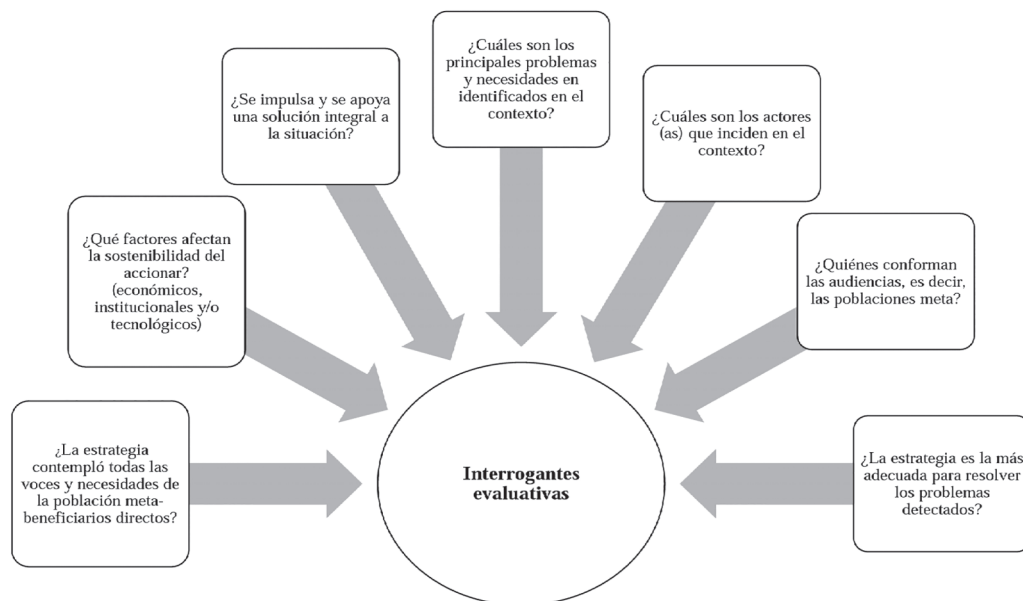 ¿Cuáles son los
principales problemas
y necesidades en
identificados en el
contexto?
¿Se impulsa y se apoya
una solución integral a
la situación?
¿Cuáles son los actores
(as) que inciden en el
contexto?
¿Qué factores afectan
la sostenibilidad del
accionar?
(económicos,
institucionales y/o
tecnológicos)
¿Quiénes conforman
las audiencias, es decir,
las poblaciones meta?
¿La estrategia
contempló todas las
voces y necesidades de
la población meta-
beneficiarios directos?
Interrogantes
evaluativas
¿La estrategia es la más
adecuada para resolver
los problemas
detectados?